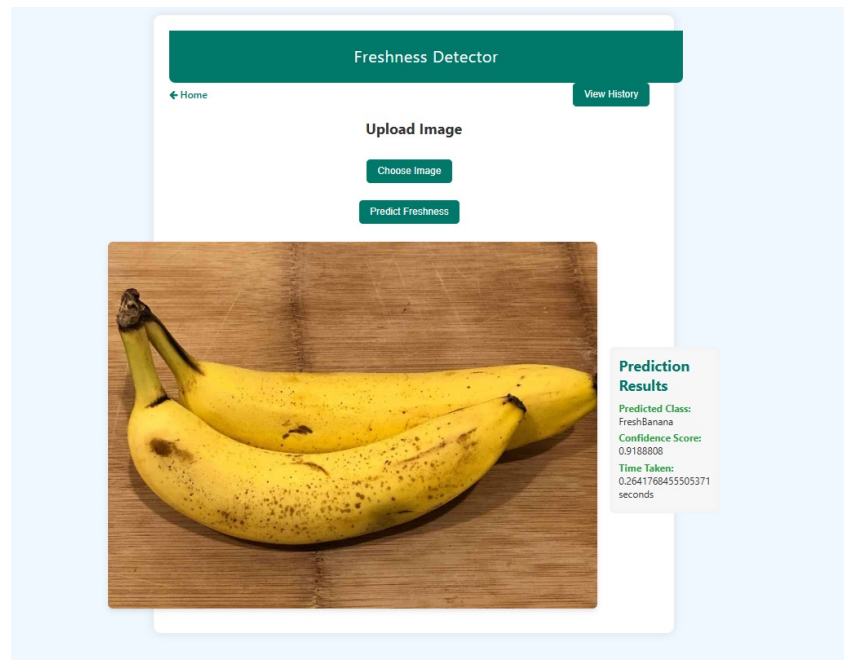 Freshness Detector
Home
View History
Upload Image
Choose Image
Predict Freshness
Prediction
Results
Predicted Class:
FreshBanana
Confidence Score:
0.9188808
Time Taken:
0.2641768455505371
seconds